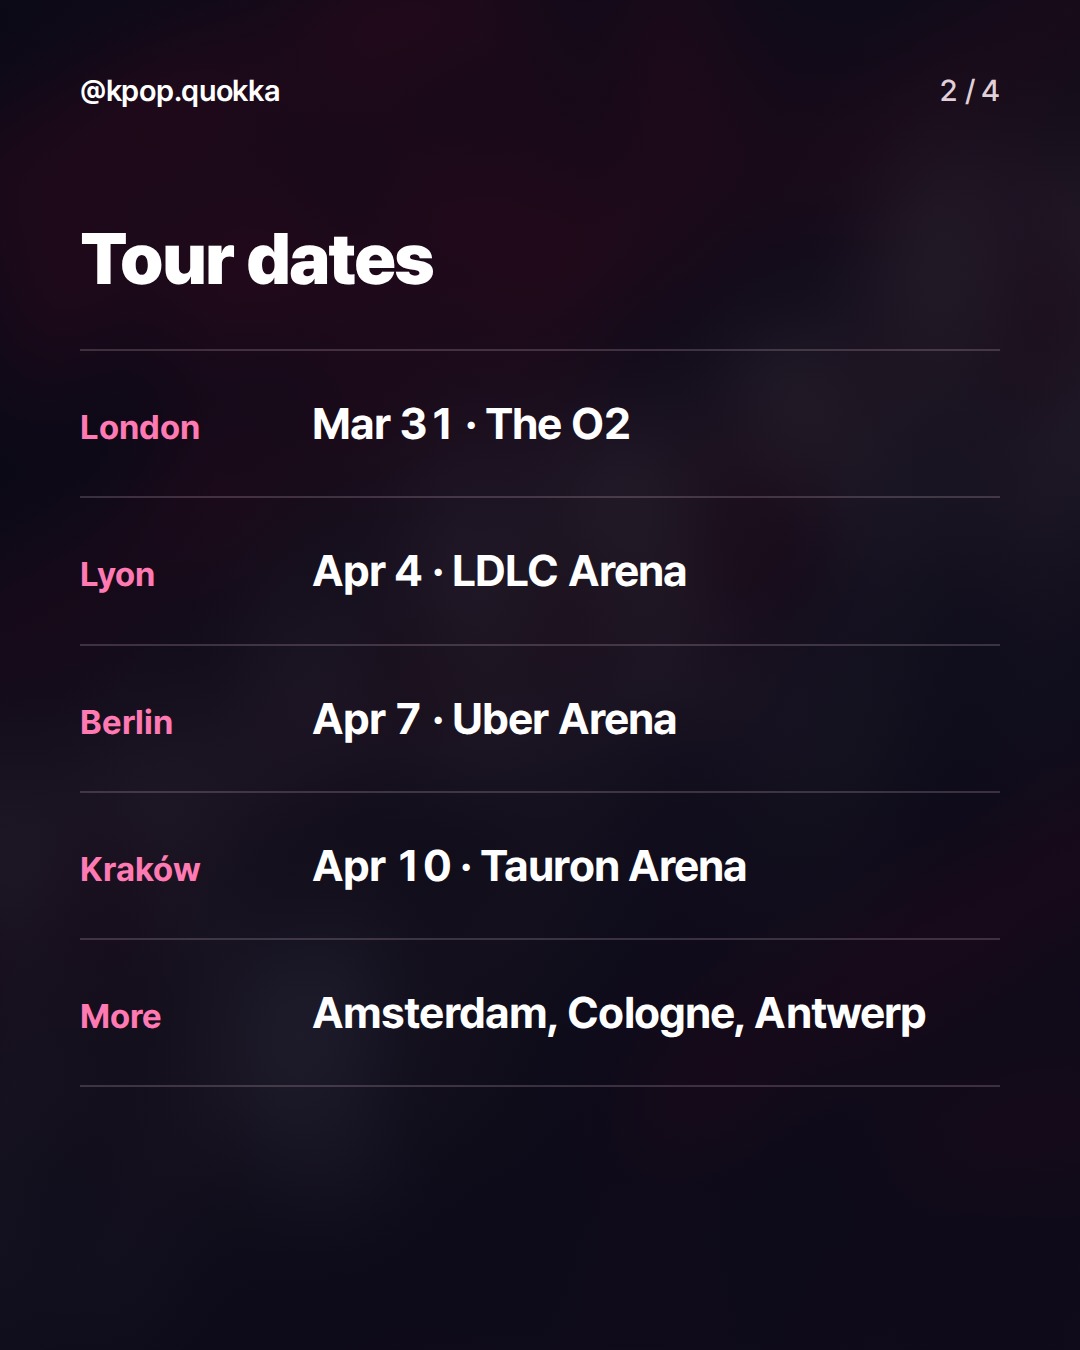 @kpop.quokka
2 / 4
Tour dates
London
Mar 31 · The O2
Lyon
Apr 4 · LDLC Arena
Berlin
Apr 7 · Uber Arena
Kraków
Apr 10 · Tauron Arena
More
Amsterdam, Cologne, Antwerp